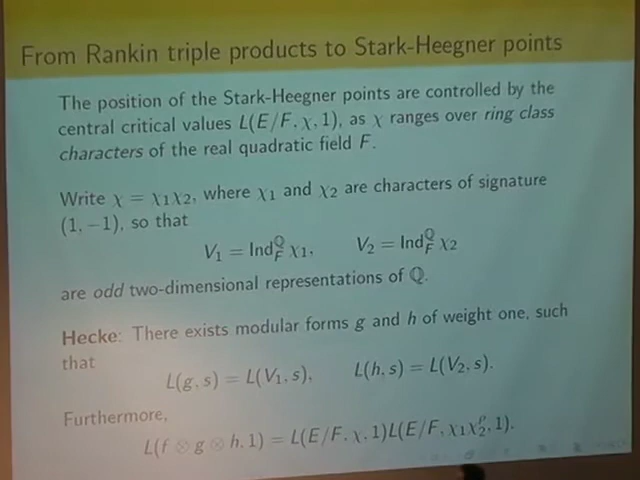 From Rankin triple products to Stark-Heegner points
The position of the Stark-Heegner points are controlled by the
central critical values L(E/F, χ, 1), as χ ranges over ring class
characters of the real quadratic field F.
Write χ = χ₁χ₂, where χ₁ and χ₂ are characters of signature
(1, −1), so that
V₁ = Ind_F^ℚ χ₁, V₂ = Ind_F^ℚ χ₂
are odd two-dimensional representations of ℚ.
Hecke: There exists modular forms g and h of weight one, such
that
L(g, s) = L(V₁, s), L(h, s) = L(V₂, s).
Furthermore,
L(f ⊗ g ⊗ h, 1) = L(E/F, χ, 1)L(E/F, χ₁χ₂^ρ, 1).